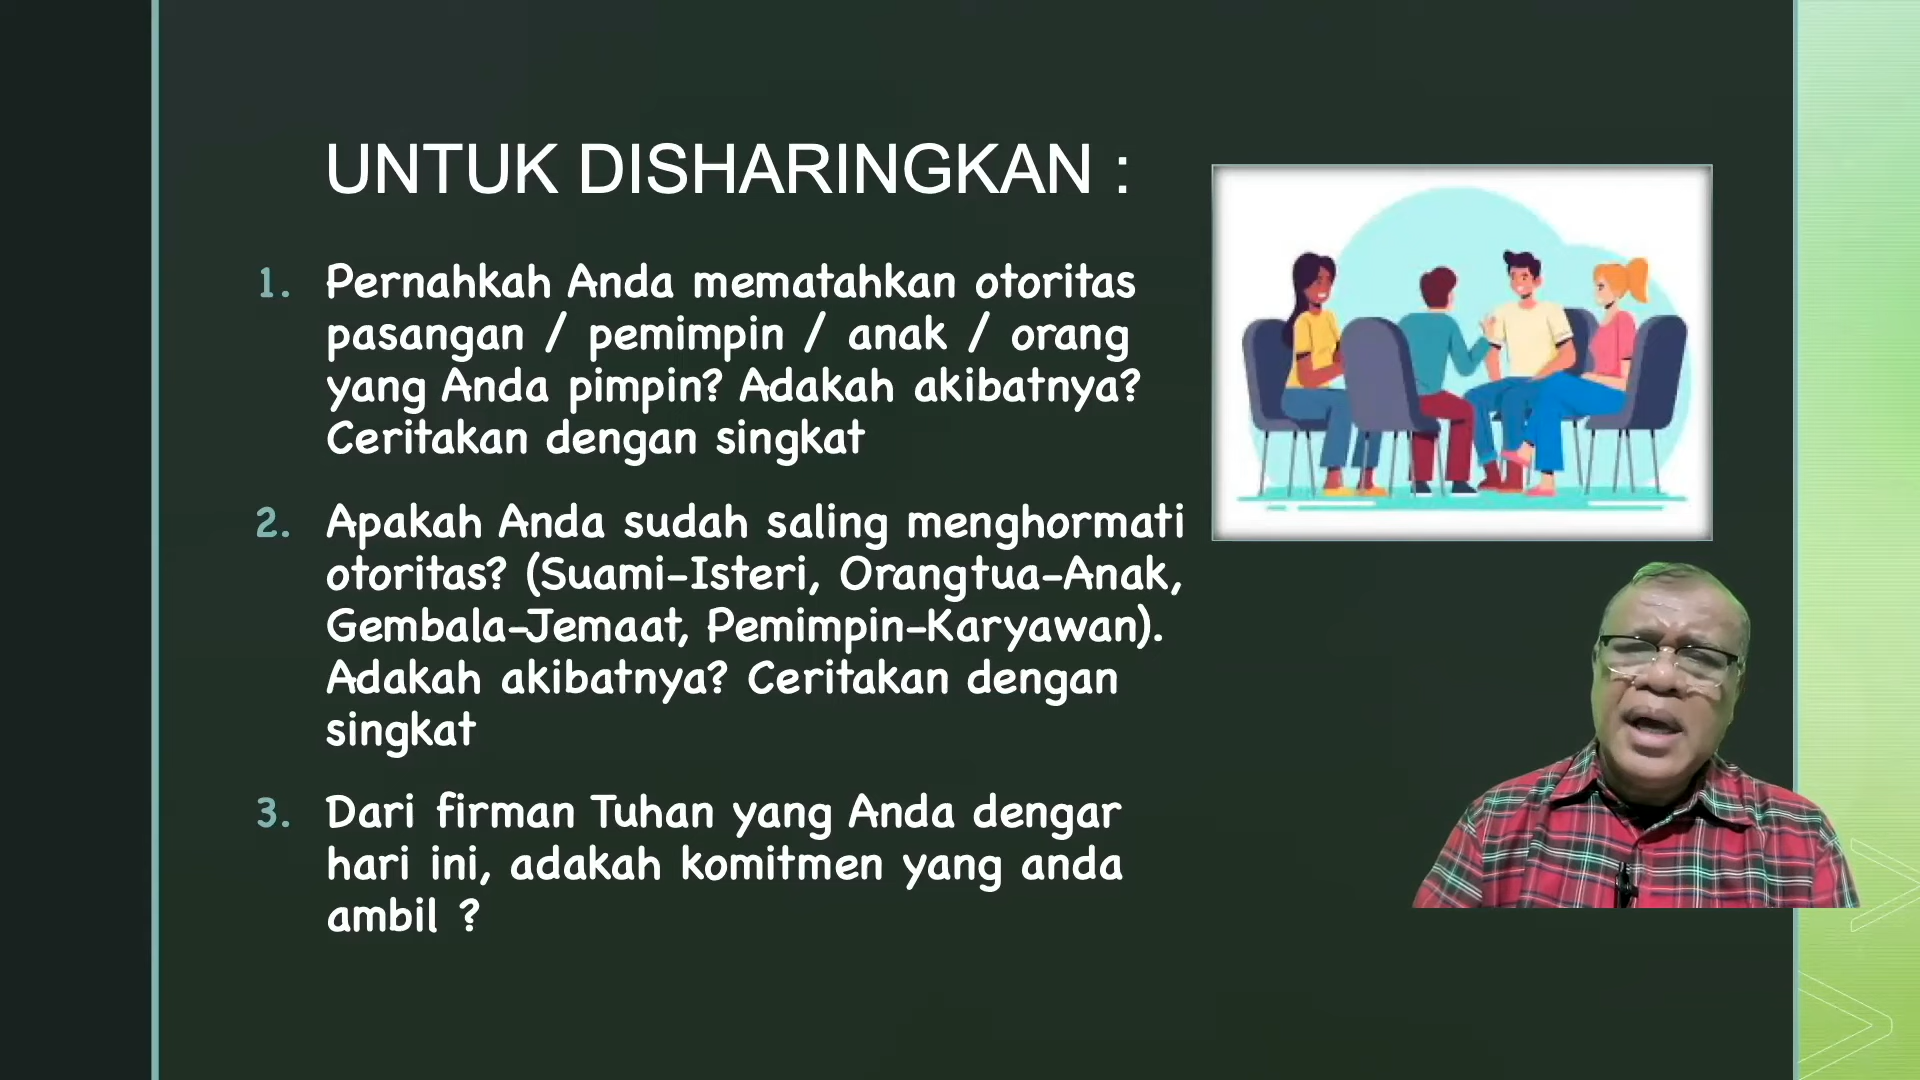 UNTUK DISHARINGKAN :
1. Pernahkah Anda mematahkan otoritas
pasangan / pemimpin / anak / orang
yang Anda pimpin? Adakah akibatnya?
Ceritakan dengan singkat
2. Apakah Anda sudah saling menghormati
otoritas? (Suami-Isteri, Orangtua-Anak,
Gembala-Jemaat, Pemimpin-Karyawan).
Adakah akibatnya? Ceritakan dengan
singkat
3. Dari firman Tuhan yang Anda dengar
hari ini, adakah komitmen yang anda
ambil ?